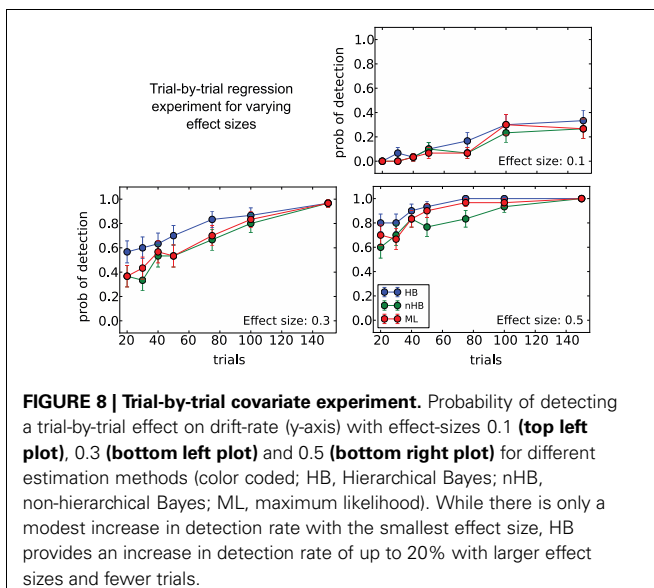 Trial-by-trial regression
experiment for varying
effect sizes
prob of detection
1.0
0.8
0.6
0.4
0.2
0.0
Effect size: 0.1
prob of detection
1.0
0.8
0.6
0.4
0.2
0.0
Effect size: 0.3
20 40 60 80 100 120 140
trials
1.0
0.8
0.6
0.4
0.2
0.0
HB
nHB
ML
Effect size: 0.5
20 40 60 80 100 120 140
trials
FIGURE 8 | Trial-by-trial covariate experiment. Probability of detecting
a trial-by-trial effect on drift-rate (y-axis) with effect-sizes 0.1 (top left
plot), 0.3 (bottom left plot) and 0.5 (bottom right plot) for different
estimation methods (color coded; HB, Hierarchical Bayes; nHB,
non-hierarchical Bayes; ML, maximum likelihood). While there is only a
modest increase in detection rate with the smallest effect size, HB
provides an increase in detection rate of up to 20% with larger effect
sizes and fewer trials.